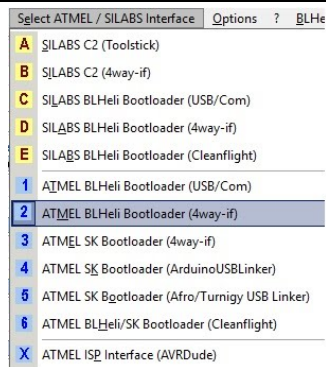 Select ATMEL / SILABS Interface Options ? BLHe
A SILABS C2 (Toolstick)
B SILABS C2 (4way-if)
C SILABS BLHeli Bootloader (USB/Com)
D SILABS BLHeli Bootloader (4way-if)
E SILABS BLHeli Bootloader (Cleanflight)
1 ATMEL BLHeli Bootloader (USB/Com)
2 ATMEL BLHeli Bootloader (4way-if)
3 ATMEL SK Bootloader (4way-if)
4 ATMEL SK Bootloader (ArduinoUSBLinker)
5 ATMEL SK Bootloader (Afro/Turnigy USB Linker)
6 ATMEL BLHeli/SK Bootloader (Cleanflight)
X ATMEL ISP Interface (AVRDude)